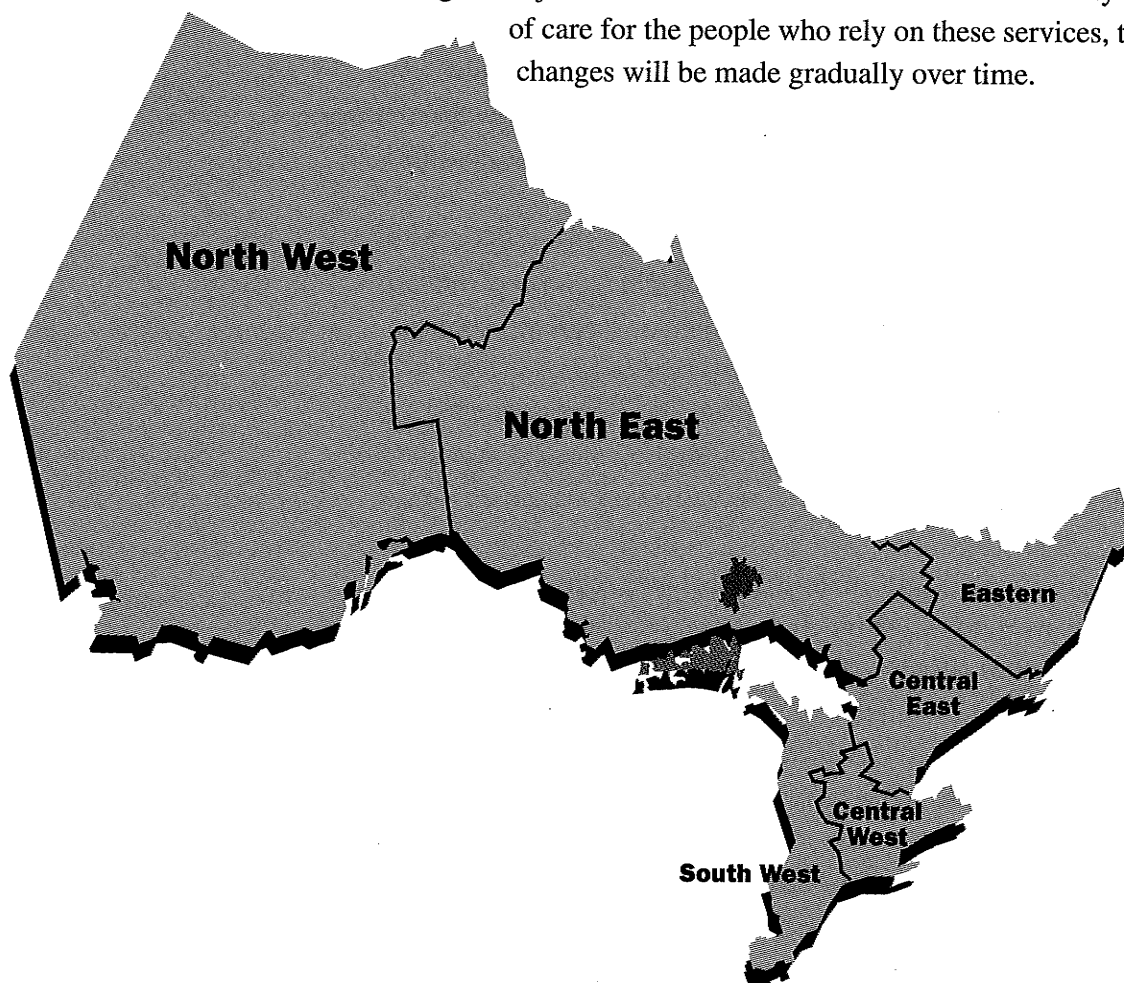 of care for the people who rely on these services, t
changes will be made gradually over time.
North West
North East
Eastern
Central
East
Central
West
South West